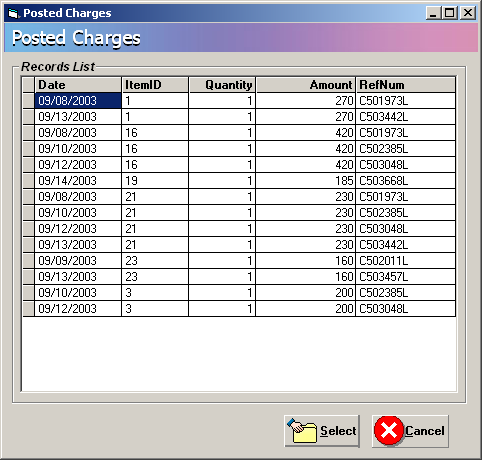 Posted Charges
Posted Charges
Records List
Date ItemID Quantity Amount RefNum
09/08/2003 1 1 270 C501973L
09/13/2003 1 1 270 C503442L
09/08/2003 16 1 420 C501973L
09/10/2003 16 1 420 C502385L
09/12/2003 16 1 420 C503048L
09/14/2003 19 1 185 C503668L
09/08/2003 21 1 230 C501973L
09/10/2003 21 1 230 C502385L
09/12/2003 21 1 230 C503048L
09/13/2003 21 1 230 C503442L
09/09/2003 23 1 160 C502011L
09/13/2003 23 1 160 C503457L
09/10/2003 3 1 200 C502385L
09/12/2003 3 1 200 C503048L
Select Cancel